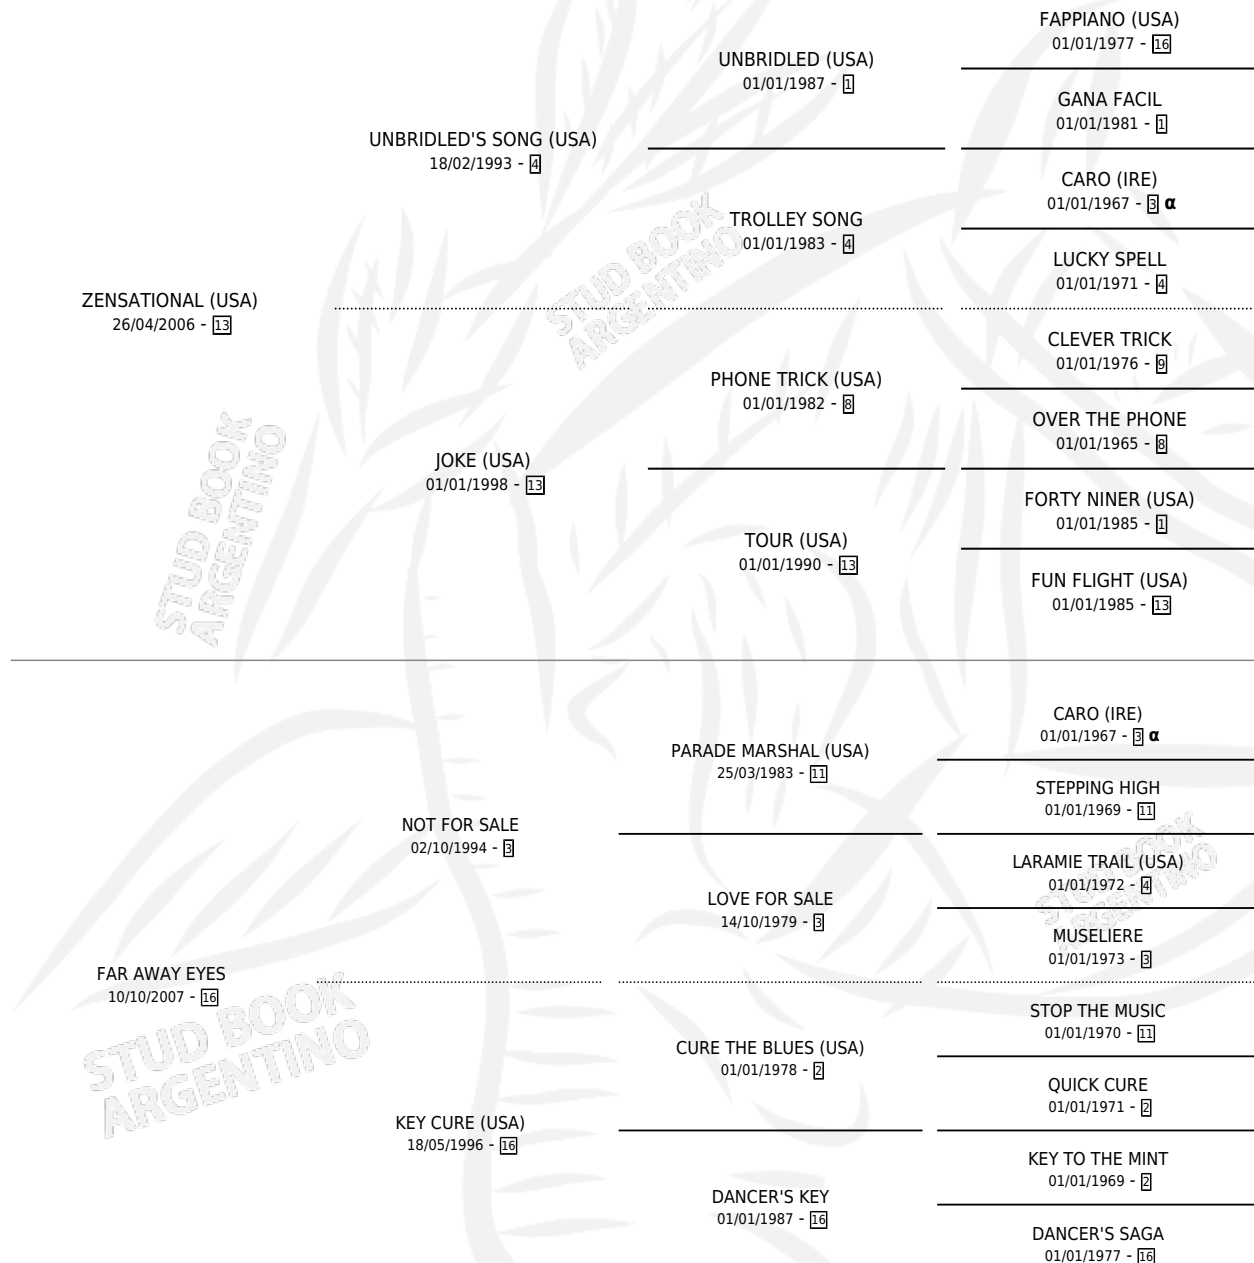 FAPPIANO (USA)
01/01/1977 - 16
UNBRIDLED (USA)
01/01/1987 - 1
GANA FACIL
01/01/1981 - 1
UNBRIDLED'S SONG (USA)
18/02/1993 - 4
CARO (IRE)
01/01/1967 - 3 α
TROLLEY SONG
01/01/1983 - 4
LUCKY SPELL
01/01/1971 - 4
STUD BOOK
ARGENTINO
ZENSATIONAL (USA)
26/04/2006 - 13
CLEVER TRICK
01/01/1976 - 9
PHONE TRICK (USA)
01/01/1982 - 8
OVER THE PHONE
01/01/1965 - 8
JOKE (USA)
01/01/1998 - 13
FORTY NINER (USA)
01/01/1985 - 1
TOUR (USA)
01/01/1990 - 13
FUN FLIGHT (USA)
01/01/1985 - 13
STUD BOOK
ARGENTINO
CARO (IRE)
01/01/1967 - 3 α
PARADE MARSHAL (USA)
25/03/1983 - 11
STEPPING HIGH
01/01/1969 - 11
NOT FOR SALE
02/10/1994 - 3
LARAMIE TRAIL (USA)
01/01/1972 - 4
LOVE FOR SALE
14/10/1979 - 3
MUSELIERE
01/01/1973 - 3
STUD BOOK
ARGENTINO
FAR AWAY EYES
10/10/2007 - 16
STUD BOOK
ARGENTINO
STOP THE MUSIC
01/01/1970 - 11
CURE THE BLUES (USA)
01/01/1978 - 2
QUICK CURE
01/01/1971 - 2
KEY CURE (USA)
18/05/1996 - 16
KEY TO THE MINT
01/01/1969 - 2
DANCER'S KEY
01/01/1987 - 16
DANCER'S SAGA
01/01/1977 - 16